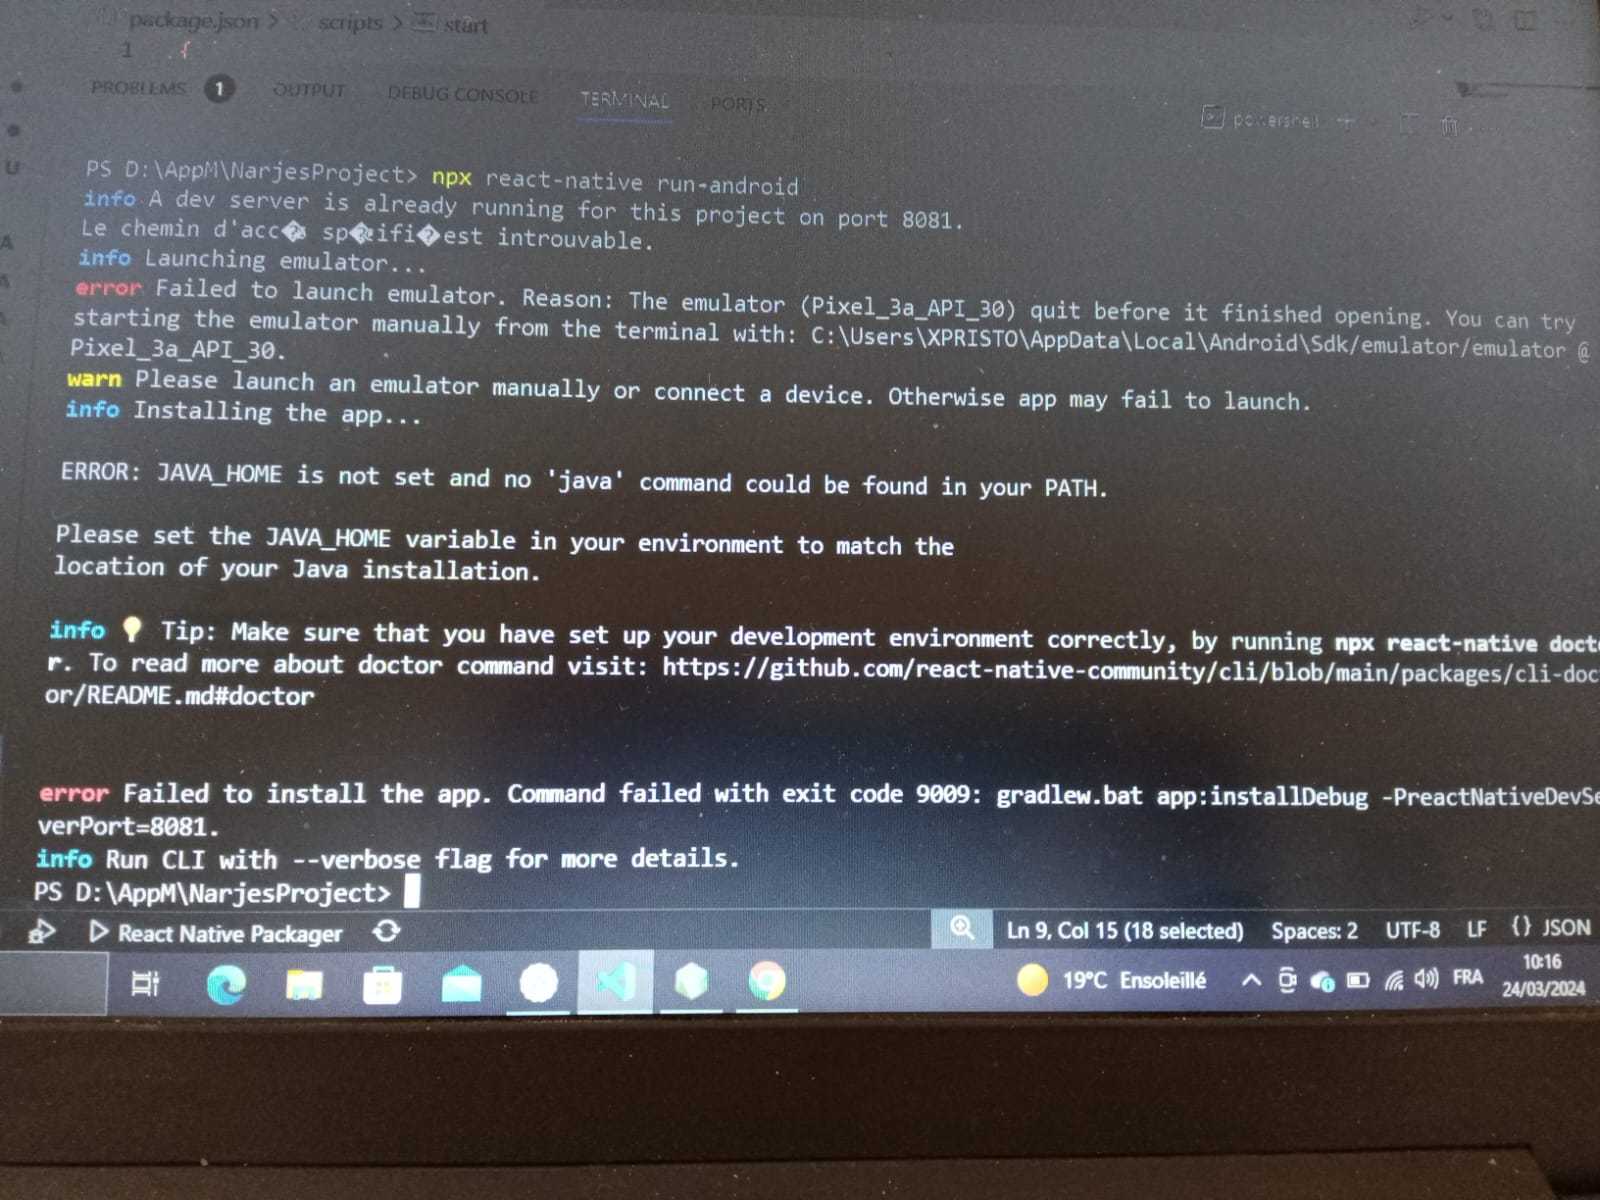 package.json > scripts > start
1 {
PROBLEMS 1 OUTPUT DEBUG CONSOLE TERMINAL PORTS
powershell
PS D:\AppM\NarjesProject> npx react-native run-android
info A dev server is already running for this project on port 8081.
Le chemin d'acc�s sp�cifi� est introuvable.
info Launching emulator...
error Failed to launch emulator. Reason: The emulator (Pixel_3a_API_30) quit before it finished opening. You can try
starting the emulator manually from the terminal with: C:\Users\XPRISTO\AppData\Local\Android\Sdk/emulator/emulator @
Pixel_3a_API_30.
warn Please launch an emulator manually or connect a device. Otherwise app may fail to launch.
info Installing the app...
ERROR: JAVA_HOME is not set and no 'java' command could be found in your PATH.
Please set the JAVA_HOME variable in your environment to match the
location of your Java installation.
info 💡 Tip: Make sure that you have set up your development environment correctly, by running npx react-native docto
r. To read more about doctor command visit: https://github.com/react-native-community/cli/blob/main/packages/cli-doct
or/README.md#doctor
error Failed to install the app. Command failed with exit code 9009: gradlew.bat app:installDebug -PreactNativeDevSe
verPort=8081.
info Run CLI with --verbose flag for more details.
PS D:\AppM\NarjesProject>
React Native Packager Ln 9, Col 15 (18 selected) Spaces: 2 UTF-8 LF {} JSON
19°C Ensoleillé FRA 10:16
24/03/2024